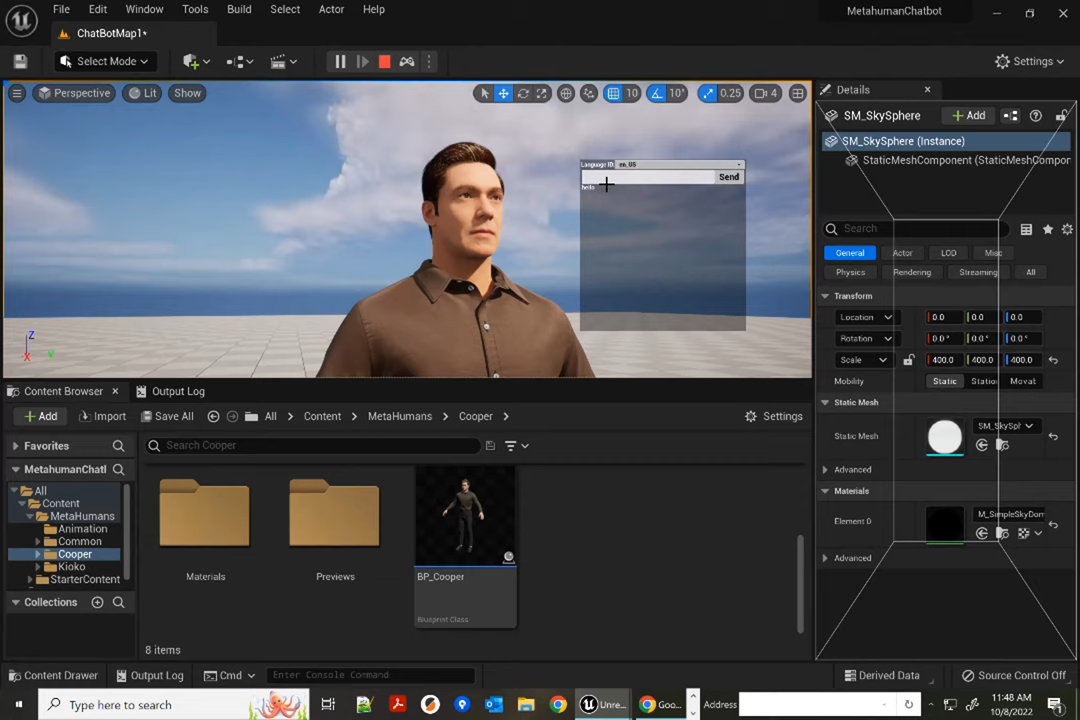 File Edit Window Tools Build Select Actor Help
MetahumanChatbot
ChatBotMap1*
Select Mode
Settings
Perspective Lit Show
10 10° 0.25 4
Language ID: en_US
Send
hello
Z
X
Y
Details
SM_SkySphere
Add
SM_SkySphere (Instance)
StaticMeshComponent (StaticMeshCompor
Search
General Actor LOD Misc
Physics Rendering Streaming All
Transform
Location 0.0 0.0 0.0
Rotation 0.0° 0.0° 0.0°
Scale 400.0 400.0 400.0
Mobility Static Station Movat
Static Mesh
Static Mesh SM_SkySpl
Advanced
Materials
Element 0 M_SimpleSkyDom
Advanced
Content Browser Output Log
Add Import Save All All Content MetaHumans Cooper Settings
Favorites
Search Cooper
MetahumanChatl
All
Content
MetaHumans
Animation
Common
Cooper
Kioko
StarterContent
Collections
Materials
Previews
BP_Cooper
Blueprint Class
8 items
Content Drawer Output Log Cmd Enter Console Command Derived Data Source Control Off
Type here to search
Unre...
Goo...
Address
11:48 AM
10/8/2022
1